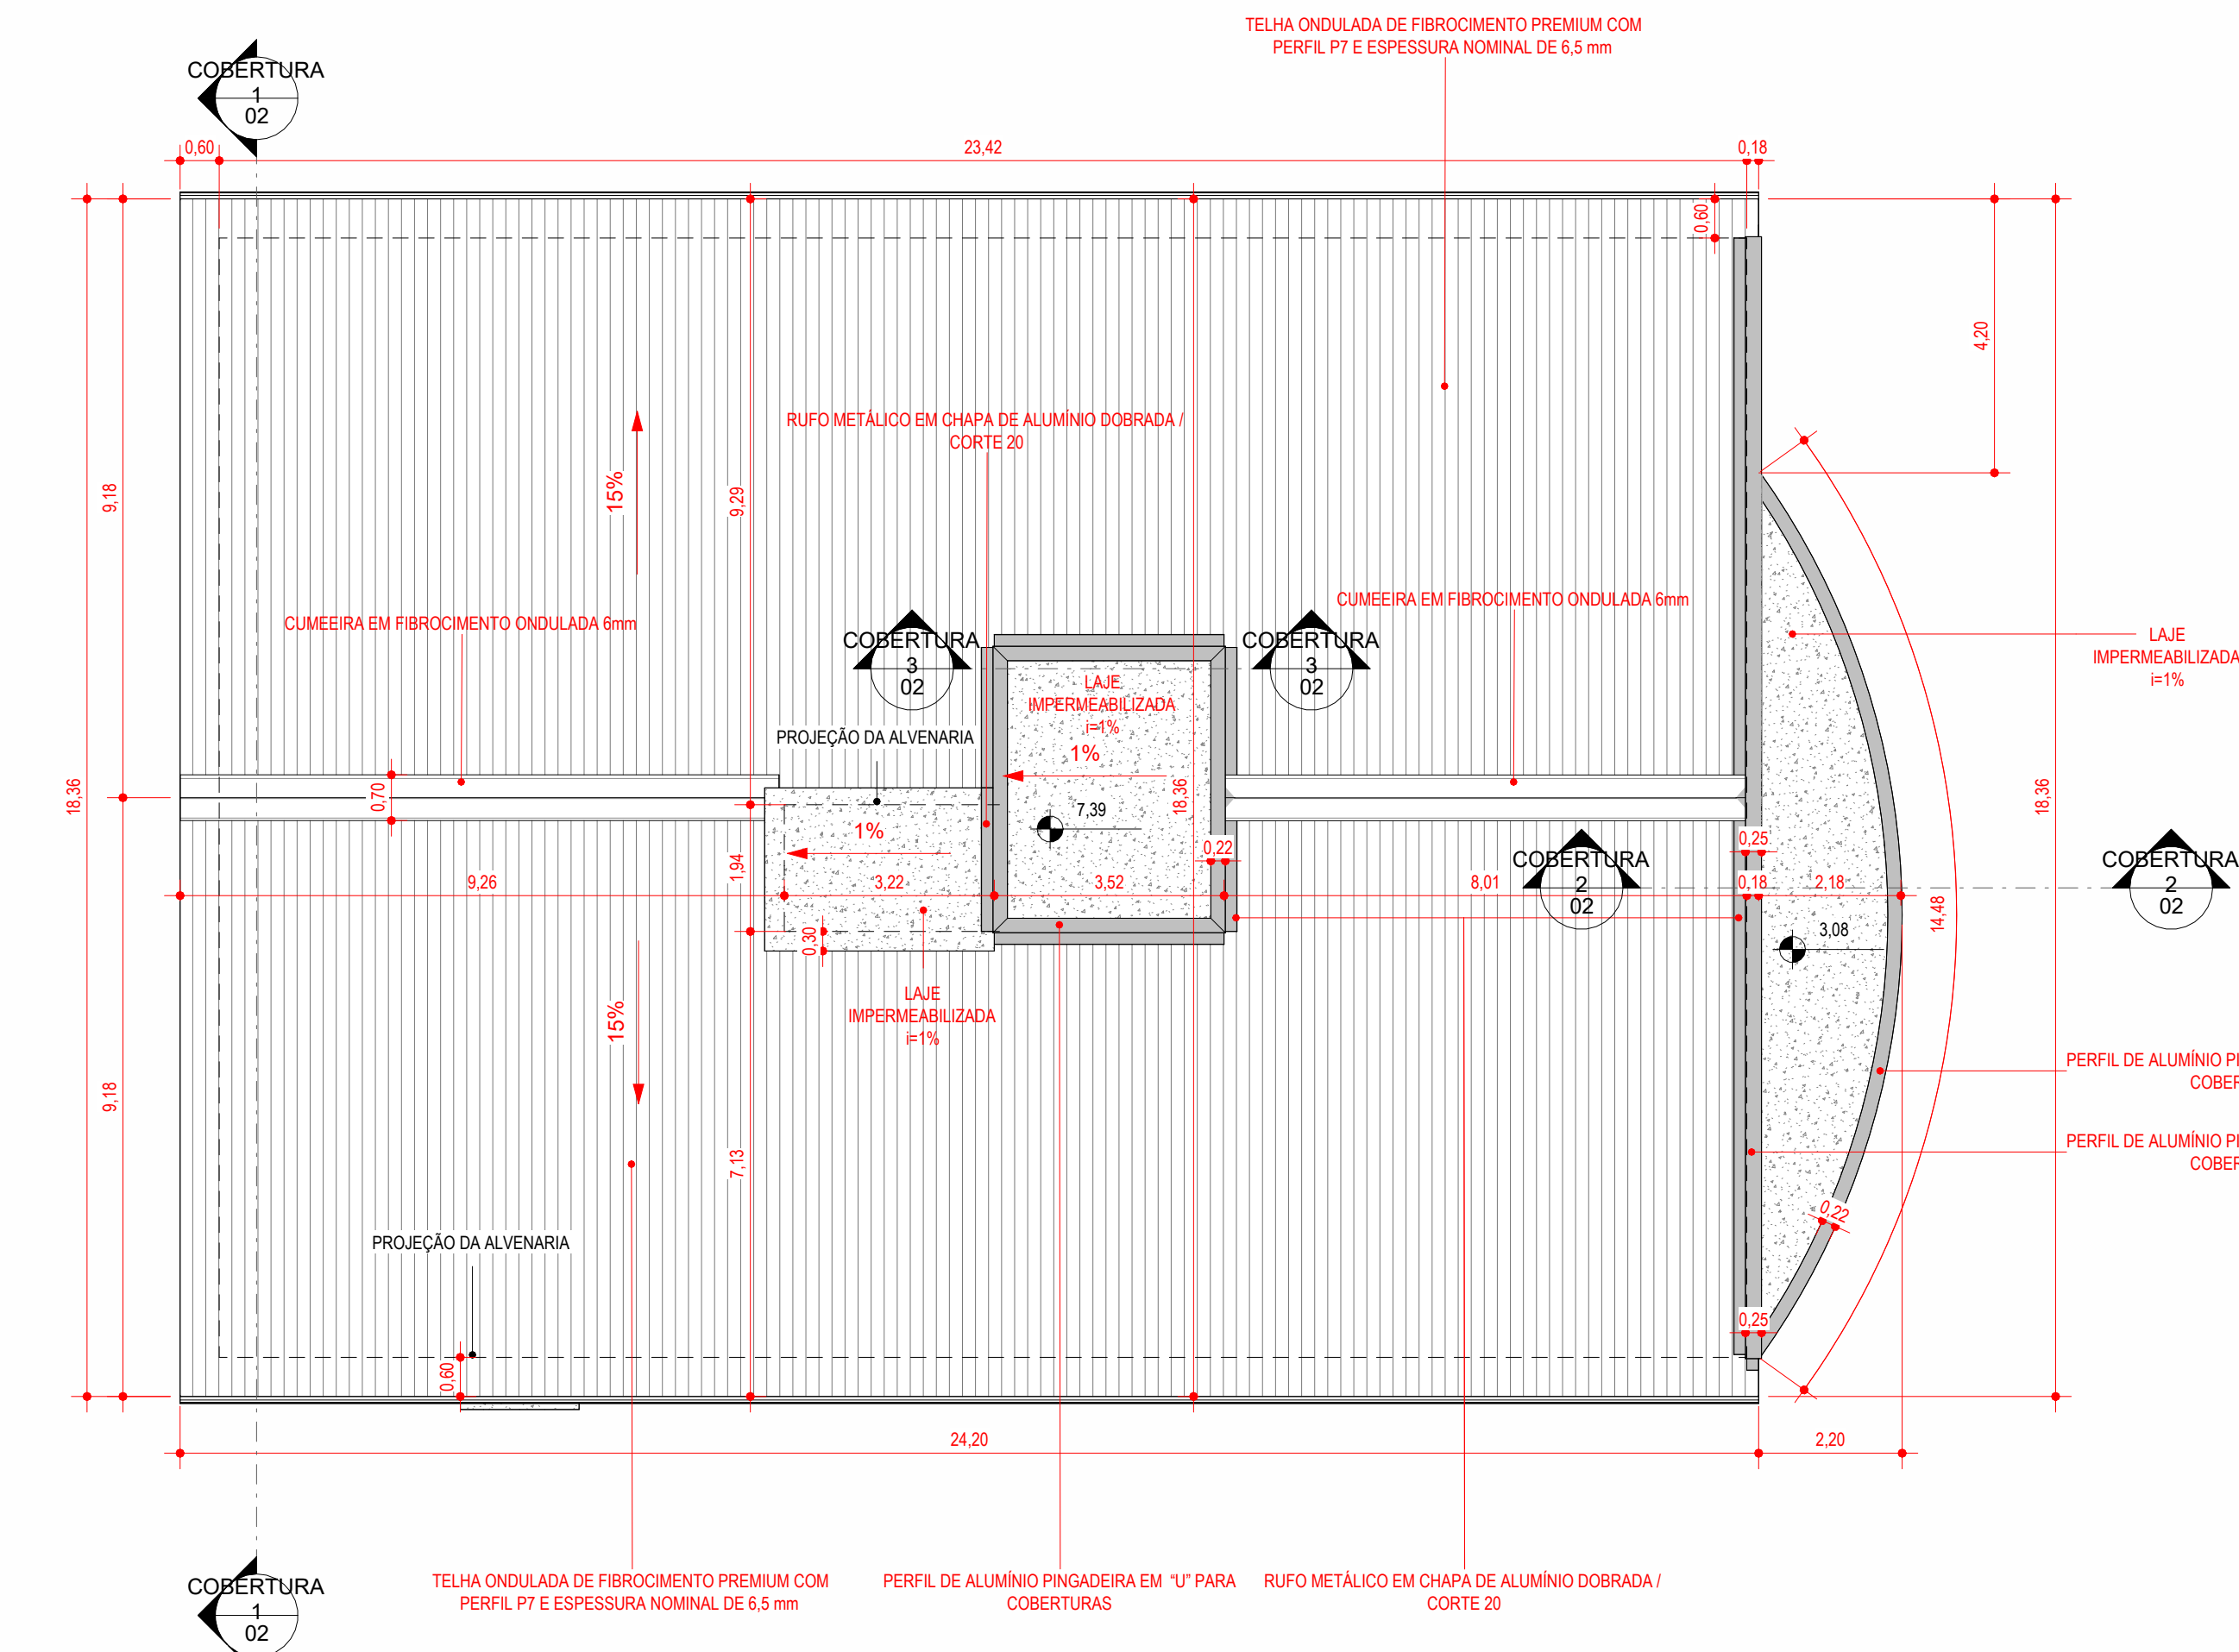 TELHA ONDULADA DE FIBROCIMENTO PREMIUM COM
PERFIL P7 E ESPESSURA NOMINAL DE 6,5 mm
COBERTURA
1
02
0,60
23,42
0,18
0,60
4,20
9,18
15%
9,29
RUFO METÁLICO EM CHAPA DE ALUMÍNIO DOBRADA /
CORTE 20
CUMEEIRA EM FIBROCIMENTO ONDULADA 6mm
CUMEEIRA EM FIBROCIMENTO ONDULADA 6mm
COBERTURA
3
02
COBERTURA
3
02
LAJE
IMPERMEABILIZADA
i=1%
1%
LAJE
IMPERMEABILIZADA
i=1%
PROJEÇÃO DA ALVENARIA
18,36
0,70
18,36
18,36
7,39
1%
1,94
0,22
0,25
COBERTURA
2
02
COBERTURA
2
02
9,26
3,22
3,52
8,01
0,18
2,18
14,48
3,08
0,30
LAJE
IMPERMEABILIZADA
i=1%
15%
9,18
7,13
PERFIL DE ALUMÍNIO
COBER
PERFIL DE ALUMÍNIO
COBER
0,22
PROJEÇÃO DA ALVENARIA
0,25
0,60
24,20
2,20
COBERTURA
1
02
TELHA ONDULADA DE FIBROCIMENTO PREMIUM COM
PERFIL P7 E ESPESSURA NOMINAL DE 6,5 mm
PERFIL DE ALUMÍNIO PINGADEIRA EM “U” PARA
COBERTURAS
RUFO METÁLICO EM CHAPA DE ALUMÍNIO DOBRADA /
CORTE 20